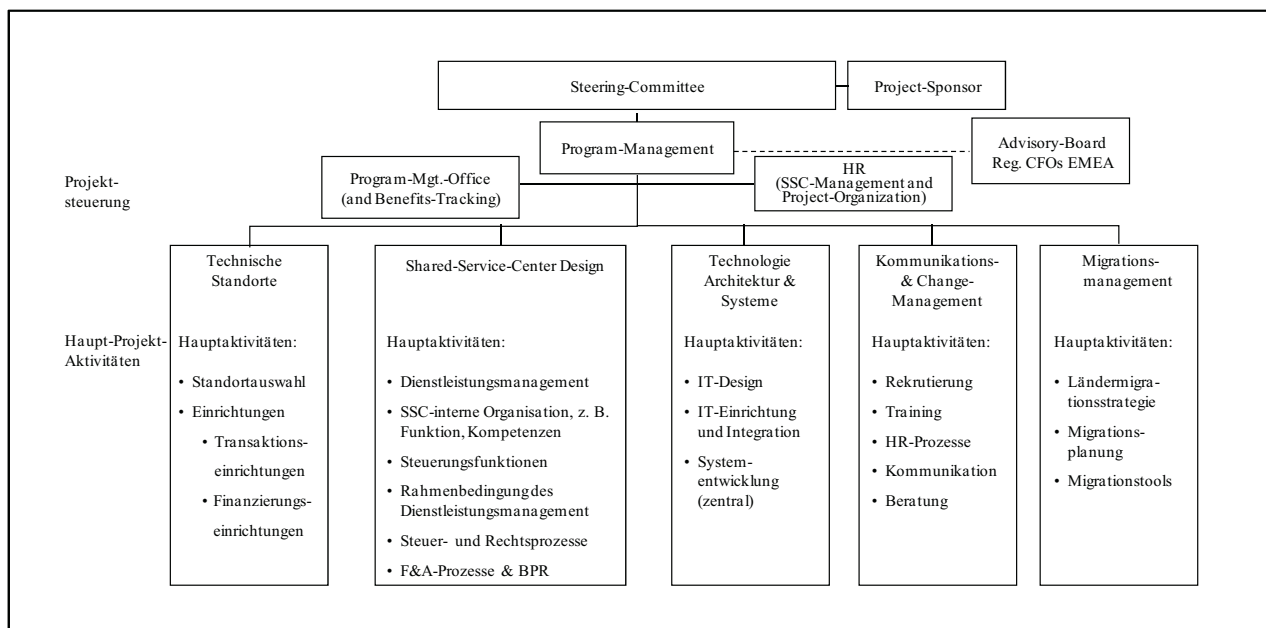 Steering-Committee
Project-Sponsor
Program-Management
Advisory-Board
Reg. CFOs EMEA
Projekt-
steuerung
Program-Mgt.-Office
(and Benefits-Tracking)
HR
(SSC-Management and
Project-Organization)
Haupt-Projekt-
Aktivitäten
Technische
Standorte
Hauptaktivitäten:
• Standortauswahl
• Einrichtungen
• Transaktions-
einrichtungen
• Finanzierungs-
einrichtungen
Shared-Service-Center Design
Hauptaktivitäten:
• Dienstleistungsmanagement
• SSC-interne Organisation, z. B.
Funktion, Kompetenzen
• Steuerungsfunktionen
• Rahmenbedingung des
Dienstleistungsmanagement
• Steuer- und Rechtsprozesse
• F&A-Prozesse & BPR
Technologie
Architektur &
Systeme
Hauptaktivitäten:
• IT-Design
• IT-Einrichtung
und Integration
• System-
entwicklung
(zentral)
Kommunikations-
& Change-
Management
Hauptaktivitäten:
• Rekrutierung
• Training
• HR-Prozesse
• Kommunikation
• Beratung
Migrations-
management
Hauptaktivitäten:
• Ländermigra-
tionsstrategie
• Migrations-
planung
• Migrationstools